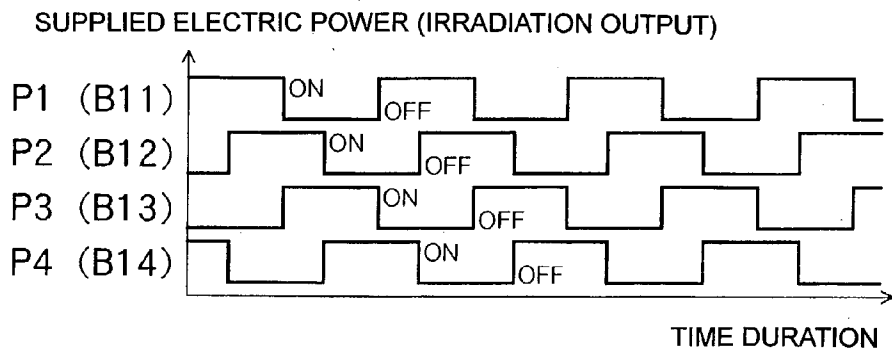 SUPPLIED ELECTRIC POWER (IRRADIATION OUTPUT)
P1 (B11)
ON
OFF
P2 (B12)
ON
OFF
P3 (B13)
ON
OFF
P4 (B14)
ON
OFF
TIME DURATION